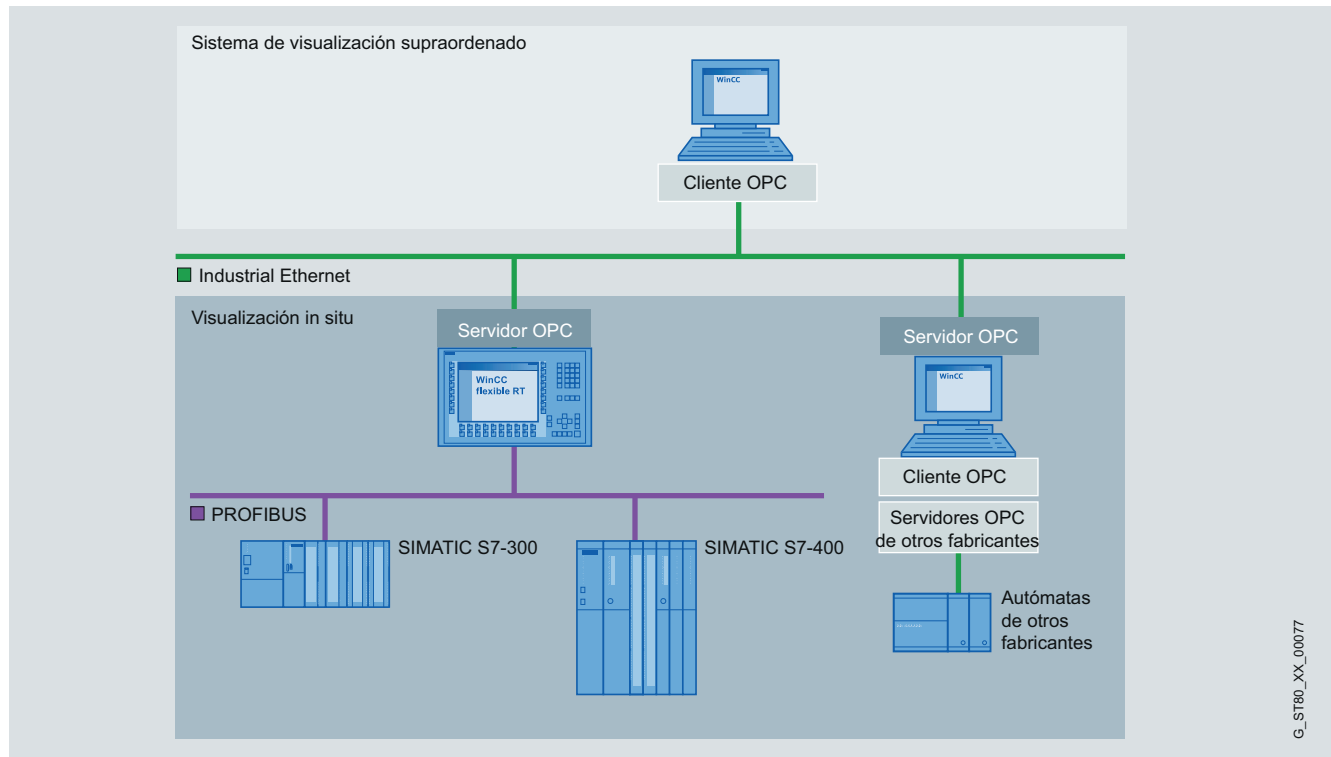 Sistema de visualización supraordenado
WinCC
Cliente OPC
Industrial Ethernet
Visualización in situ
Servidor OPC
WinCC
flexible RT
Servidor OPC
WinCC
Cliente OPC
Servidores OPC
de otros fabricantes
PROFIBUS
SIMATIC S7-300
SIMATIC S7-400
Autómatas
de otros
fabricantes
G_ST80_XX_00077